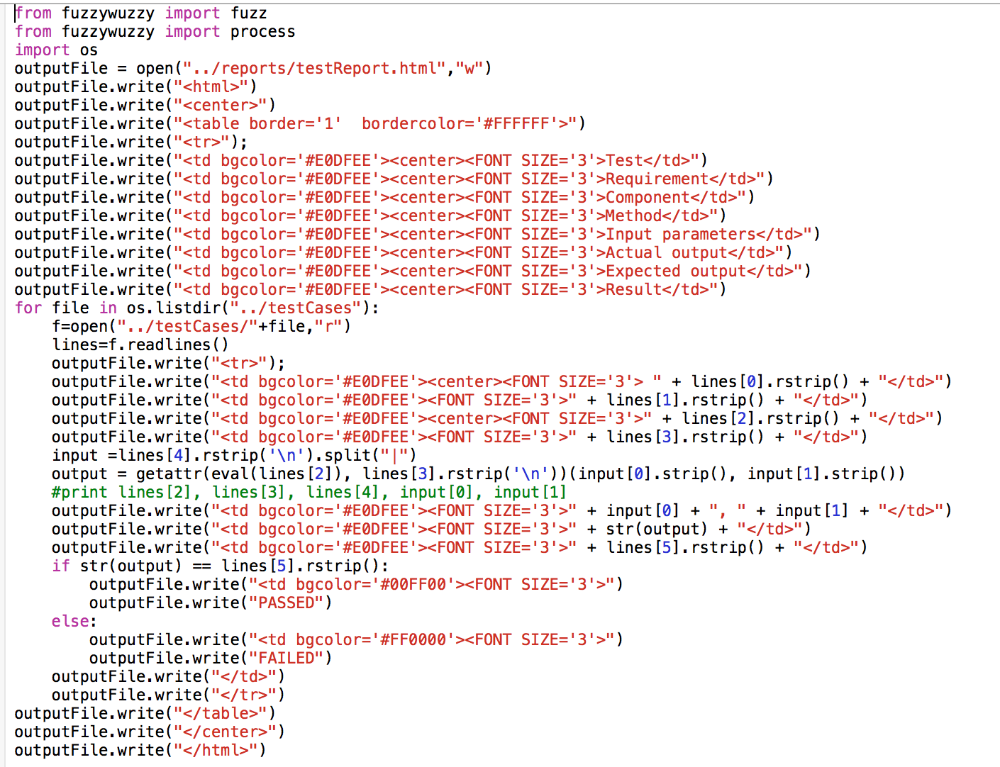 from fuzzywuzzy import fuzz
from fuzzywuzzy import process
import os
outputFile = open("../reports/testReport.html","w")
outputFile.write("<html>")
outputFile.write("<center>")
outputFile.write("<table border='1'  bordercolor='#FFFFFF'>")
outputFile.write("<tr>");
outputFile.write("<td bgcolor='#E0DFEE'><center><FONT SIZE='3'>Test</td>")
outputFile.write("<td bgcolor='#E0DFEE'><center><FONT SIZE='3'>Requirement</td>")
outputFile.write("<td bgcolor='#E0DFEE'><center><FONT SIZE='3'>Component</td>")
outputFile.write("<td bgcolor='#E0DFEE'><center><FONT SIZE='3'>Method</td>")
outputFile.write("<td bgcolor='#E0DFEE'><center><FONT SIZE='3'>Input parameters</td>")
outputFile.write("<td bgcolor='#E0DFEE'><center><FONT SIZE='3'>Actual output</td>")
outputFile.write("<td bgcolor='#E0DFEE'><center><FONT SIZE='3'>Expected output</td>")
outputFile.write("<td bgcolor='#E0DFEE'><center><FONT SIZE='3'>Result</td>")
for file in os.listdir("../testCases"):
    f=open("../testCases/"+file,"r")
    lines=f.readlines()
    outputFile.write("<tr>");
    outputFile.write("<td bgcolor='#E0DFEE'><center><FONT SIZE='3'> " + lines[0].rstrip() + "</td>")
    outputFile.write("<td bgcolor='#E0DFEE'><FONT SIZE='3'>" + lines[1].rstrip() + "</td>")
    outputFile.write("<td bgcolor='#E0DFEE'><center><FONT SIZE='3'>" + lines[2].rstrip() + "</td>")
    outputFile.write("<td bgcolor='#E0DFEE'><FONT SIZE='3'>" + lines[3].rstrip() + "</td>")
    input =lines[4].rstrip('\n').split("|")
    output = getattr(eval(lines[2]), lines[3].rstrip('\n'))(input[0].strip(), input[1].strip())
    #print lines[2], lines[3], lines[4], input[0], input[1]
    outputFile.write("<td bgcolor='#E0DFEE'><FONT SIZE='3'>" + input[0] + ", " + input[1] + "</td>")
    outputFile.write("<td bgcolor='#E0DFEE'><FONT SIZE='3'>" + str(output) + "</td>")
    outputFile.write("<td bgcolor='#E0DFEE'><FONT SIZE='3'>" + lines[5].rstrip() + "</td>")
    if str(output) == lines[5].rstrip():
        outputFile.write("<td bgcolor='#00FF00'><FONT SIZE='3'>")
        outputFile.write("PASSED")
    else:
        outputFile.write("<td bgcolor='#FF0000'><FONT SIZE='3'>")
        outputFile.write("FAILED")
    outputFile.write("</td>")
    outputFile.write("</tr>")
outputFile.write("</table>")
outputFile.write("</center>")
outputFile.write("</html>")